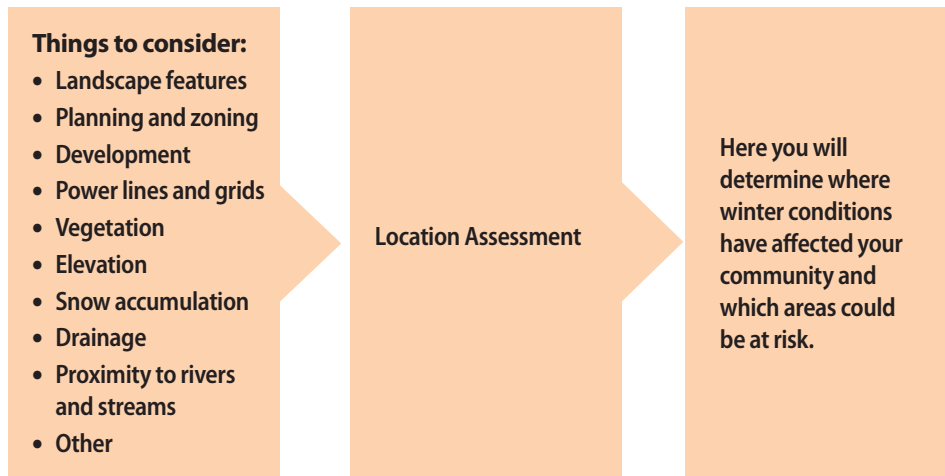 Things to consider:
• Landscape features
• Planning and zoning
• Development
• Power lines and grids
• Vegetation
• Elevation
• Snow accumulation
• Drainage
• Proximity to rivers
and streams
• Other
Location Assessment
Here you will
determine where
winter conditions
have affected your
community and
which areas could
be at risk.